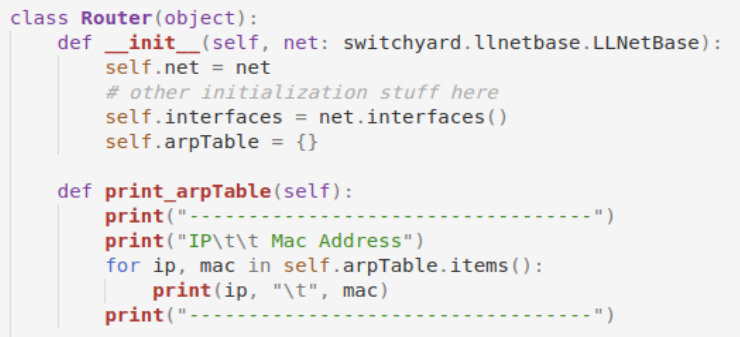 class Router(object):
    def __init__(self, net: switchyard.llnetbase.LLNetBase):
        self.net = net
        # other initialization stuff here
        self.interfaces = net.interfaces()
        self.arpTable = {}

    def print_arpTable(self):
        print("----------------------------------")
        print("IP\t\t Mac Address")
        for ip, mac in self.arpTable.items():
            print(ip, "\t", mac)
        print("----------------------------------")